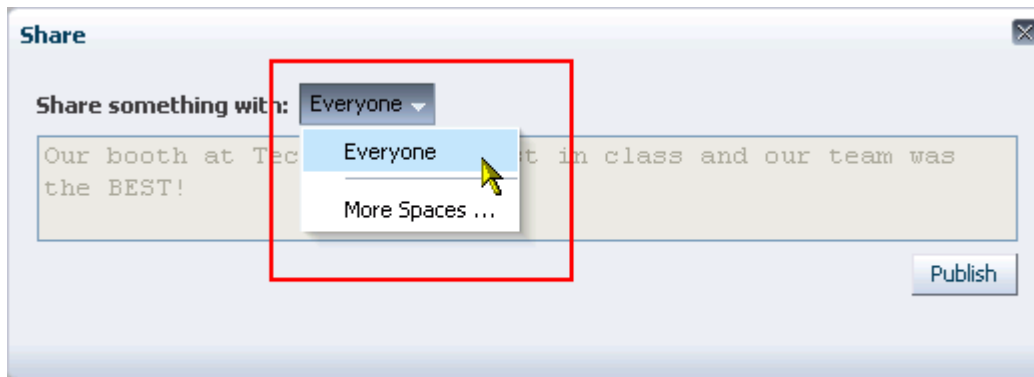 Share
Share something with: Everyone
Everyone
More Spaces ...
Our booth at Tec st in class and our team was
the BEST!
Publish